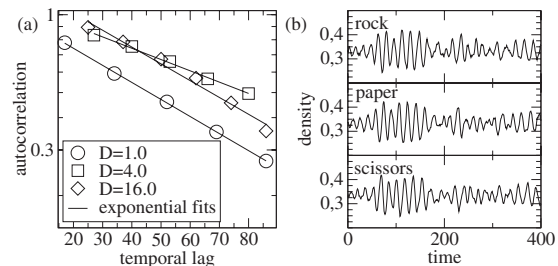 (a)
1
0.3
autocorrelation
D=1.0
D=4.0
D=16.0
exponential fits
20 30 40 50 60 70 80
temporal lag
(b)
rock
0,4
0,3
paper
0,4
0,3
scissors
0,4
0,3
density
0 200 400
time